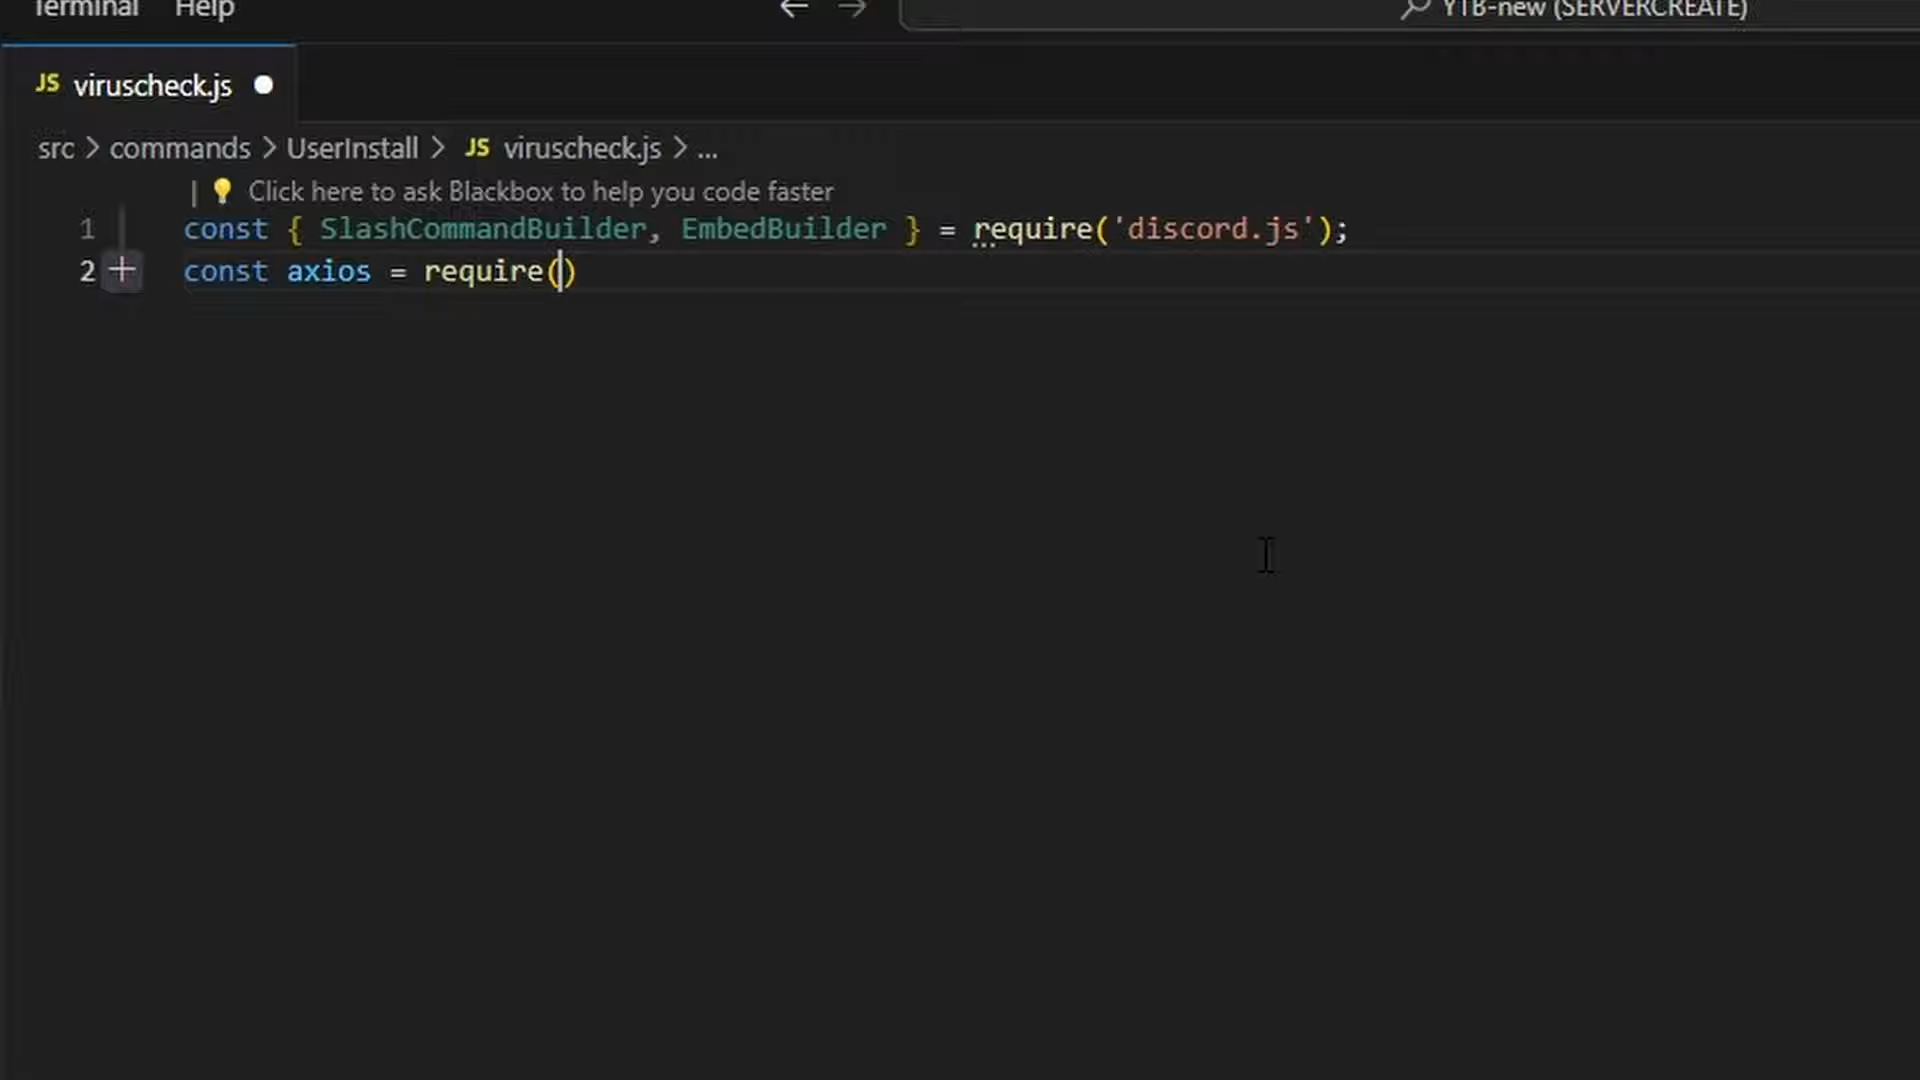 Terminal Help YTB-new (SERVERCREATE)
JS viruscheck.js
src > commands > UserInstall > JS viruscheck.js > ...
| 💡 Click here to ask Blackbox to help you code faster
1 const { SlashCommandBuilder, EmbedBuilder } = require('discord.js');
2 const axios = require()